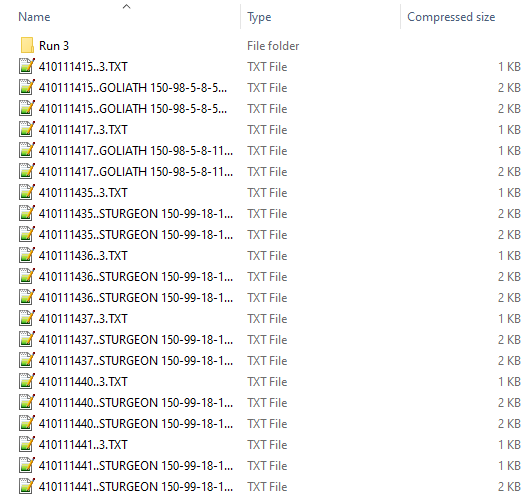 Name Type Compressed size
Run 3 File folder
410111415..3.TXT TXT File 1 KB
410111415..GOLIATH 150-98-5-8-5... TXT File 2 KB
410111415..GOLIATH 150-98-5-8-5... TXT File 2 KB
410111417..3.TXT TXT File 1 KB
410111417..GOLIATH 150-98-5-8-11... TXT File 1 KB
410111417..GOLIATH 150-98-5-8-11... TXT File 2 KB
410111435..3.TXT TXT File 1 KB
410111435..STURGEON 150-99-18-1... TXT File 2 KB
410111435..STURGEON 150-99-18-1... TXT File 2 KB
410111436..3.TXT TXT File 1 KB
410111436..STURGEON 150-99-18-1... TXT File 2 KB
410111436..STURGEON 150-99-18-1... TXT File 2 KB
410111437..3.TXT TXT File 1 KB
410111437..STURGEON 150-99-18-1... TXT File 2 KB
410111437..STURGEON 150-99-18-1... TXT File 2 KB
410111440..3.TXT TXT File 1 KB
410111440..STURGEON 150-99-18-1... TXT File 2 KB
410111440..STURGEON 150-99-18-1... TXT File 2 KB
410111441..3.TXT TXT File 1 KB
410111441..STURGEON 150-99-18-1... TXT File 1 KB
410111441..STURGEON 150-99-18-1... TXT File 2 KB